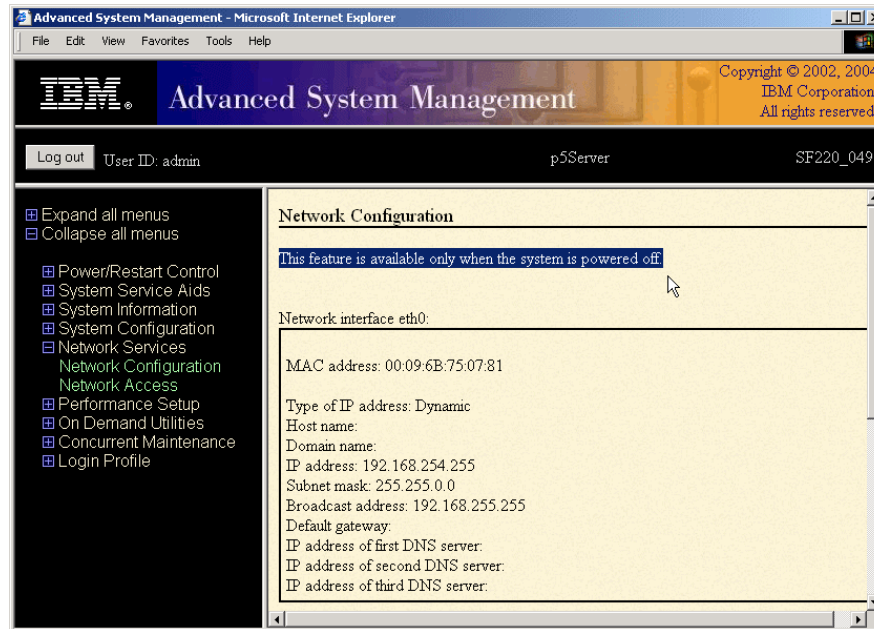 Advanced System Management - Microsoft Internet Explorer
File Edit View Favorites Tools Help
IBM®
Advanced System Management
Copyright © 2002, 2004
IBM Corporation
All rights reserved
Log out
User ID: admin
p5Server
SF220_049
Expand all menus
Collapse all menus
Power/Restart Control
System Service Aids
System Information
System Configuration
Network Services
Network Configuration
Network Access
Performance Setup
On Demand Utilities
Concurrent Maintenance
Login Profile
Network Configuration
This feature is available only when the system is powered off.
Network interface eth0:
MAC address: 00:09:6B:75:07:81
Type of IP address: Dynamic
Host name:
Domain name:
IP address: 192.168.254.255
Subnet mask: 255.255.0.0
Broadcast address: 192.168.255.255
Default gateway:
IP address of first DNS server:
IP address of second DNS server:
IP address of third DNS server: